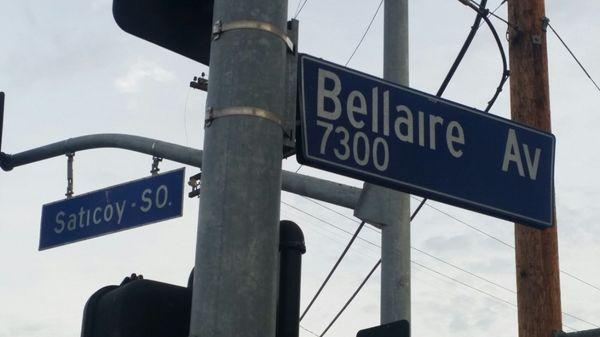 Bellaire Av
7300
Saticoy - SO.